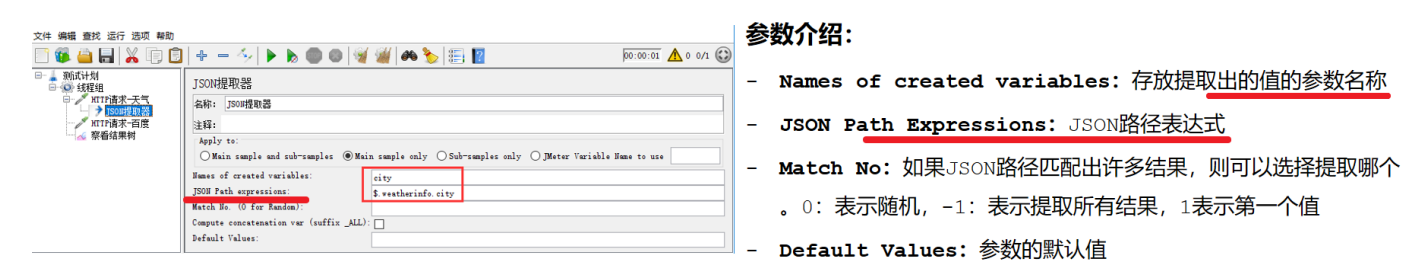 文件 编辑 查找 运行 选项 帮助
00:00:01 0 0/1
测试计划
线程组
HTTP请求-天气
JSON提取器
HTTP请求-百度
察看结果树
JSON提取器
名称: JSON提取器
注释:
Apply to:
Main sample and sub-samples Main sample only Sub-samples only JMeter Variable Name to use
Names of created variables: city
JSON Path expressions: $.weatherinfo.city
Match No. (0 for Random):
Compute concatenation var (suffix _ALL):
Default Values:
参数介绍：
- Names of created variables：存放提取出的值的参数名称
- JSON Path Expressions：JSON路径表达式
- Match No：如果JSON路径匹配出许多结果，则可以选择提取哪个
。0：表示随机，-1：表示提取所有结果，1表示第一个值
- Default Values：参数的默认值